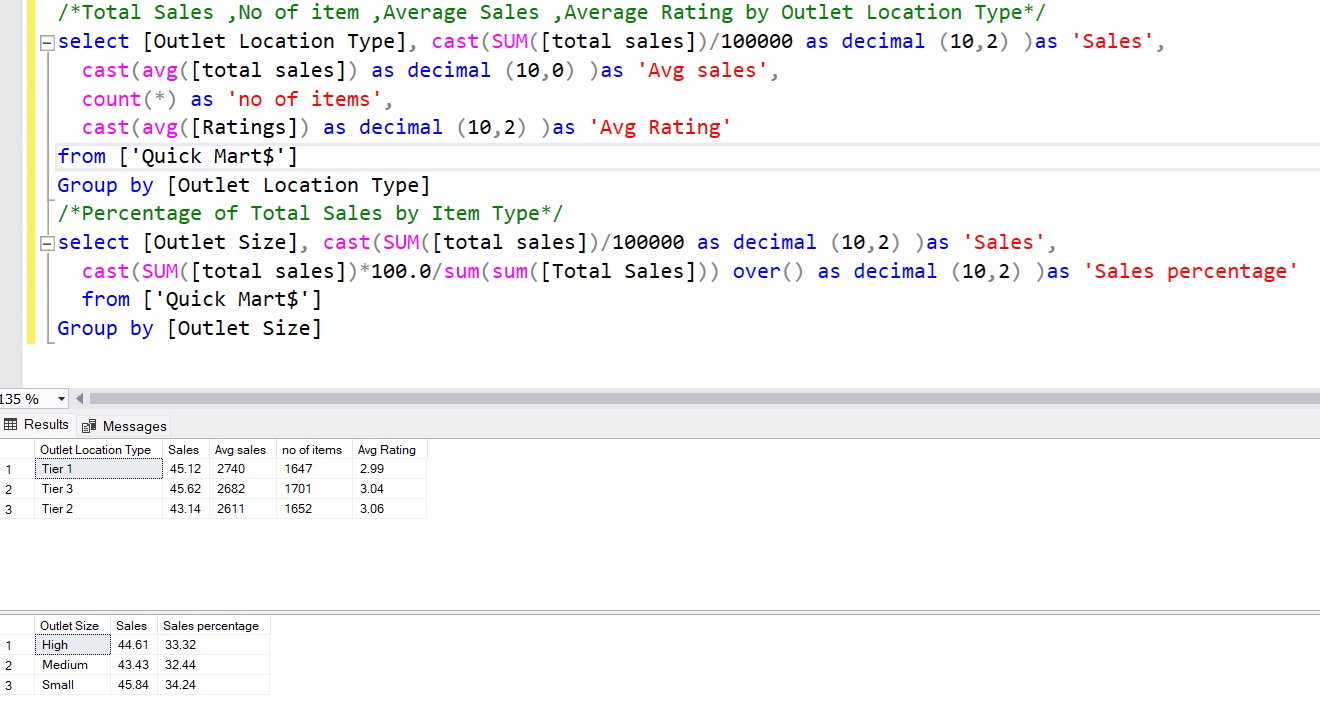 /*Total Sales ,No of item ,Average Sales ,Average Rating by Outlet Location Type*/
select [Outlet Location Type], cast(SUM([total sales])/100000 as decimal (10,2) )as 'Sales',
cast(avg([total sales]) as decimal (10,0) )as 'Avg sales',
count(*) as 'no of items',
cast(avg([Ratings]) as decimal (10,2) )as 'Avg Rating'
from ['Quick Mart$']
Group by [Outlet Location Type]
/*Percentage of Total Sales by Item Type*/
select [Outlet Size], cast(SUM([total sales])/100000 as decimal (10,2) )as 'Sales',
cast(SUM([total sales])*100.0/sum(sum([Total Sales])) over() as decimal (10,2) )as 'Sales percentage'
from ['Quick Mart$']
Group by [Outlet Size]
135 %
Results Messages
Outlet Location Type Sales Avg sales no of items Avg Rating
1 Tier 1 45.12 2740 1647 2.99
2 Tier 3 45.62 2682 1701 3.04
3 Tier 2 43.14 2611 1652 3.06
Outlet Size Sales Sales percentage
1 High 44.61 33.32
2 Medium 43.43 32.44
3 Small 45.84 34.24